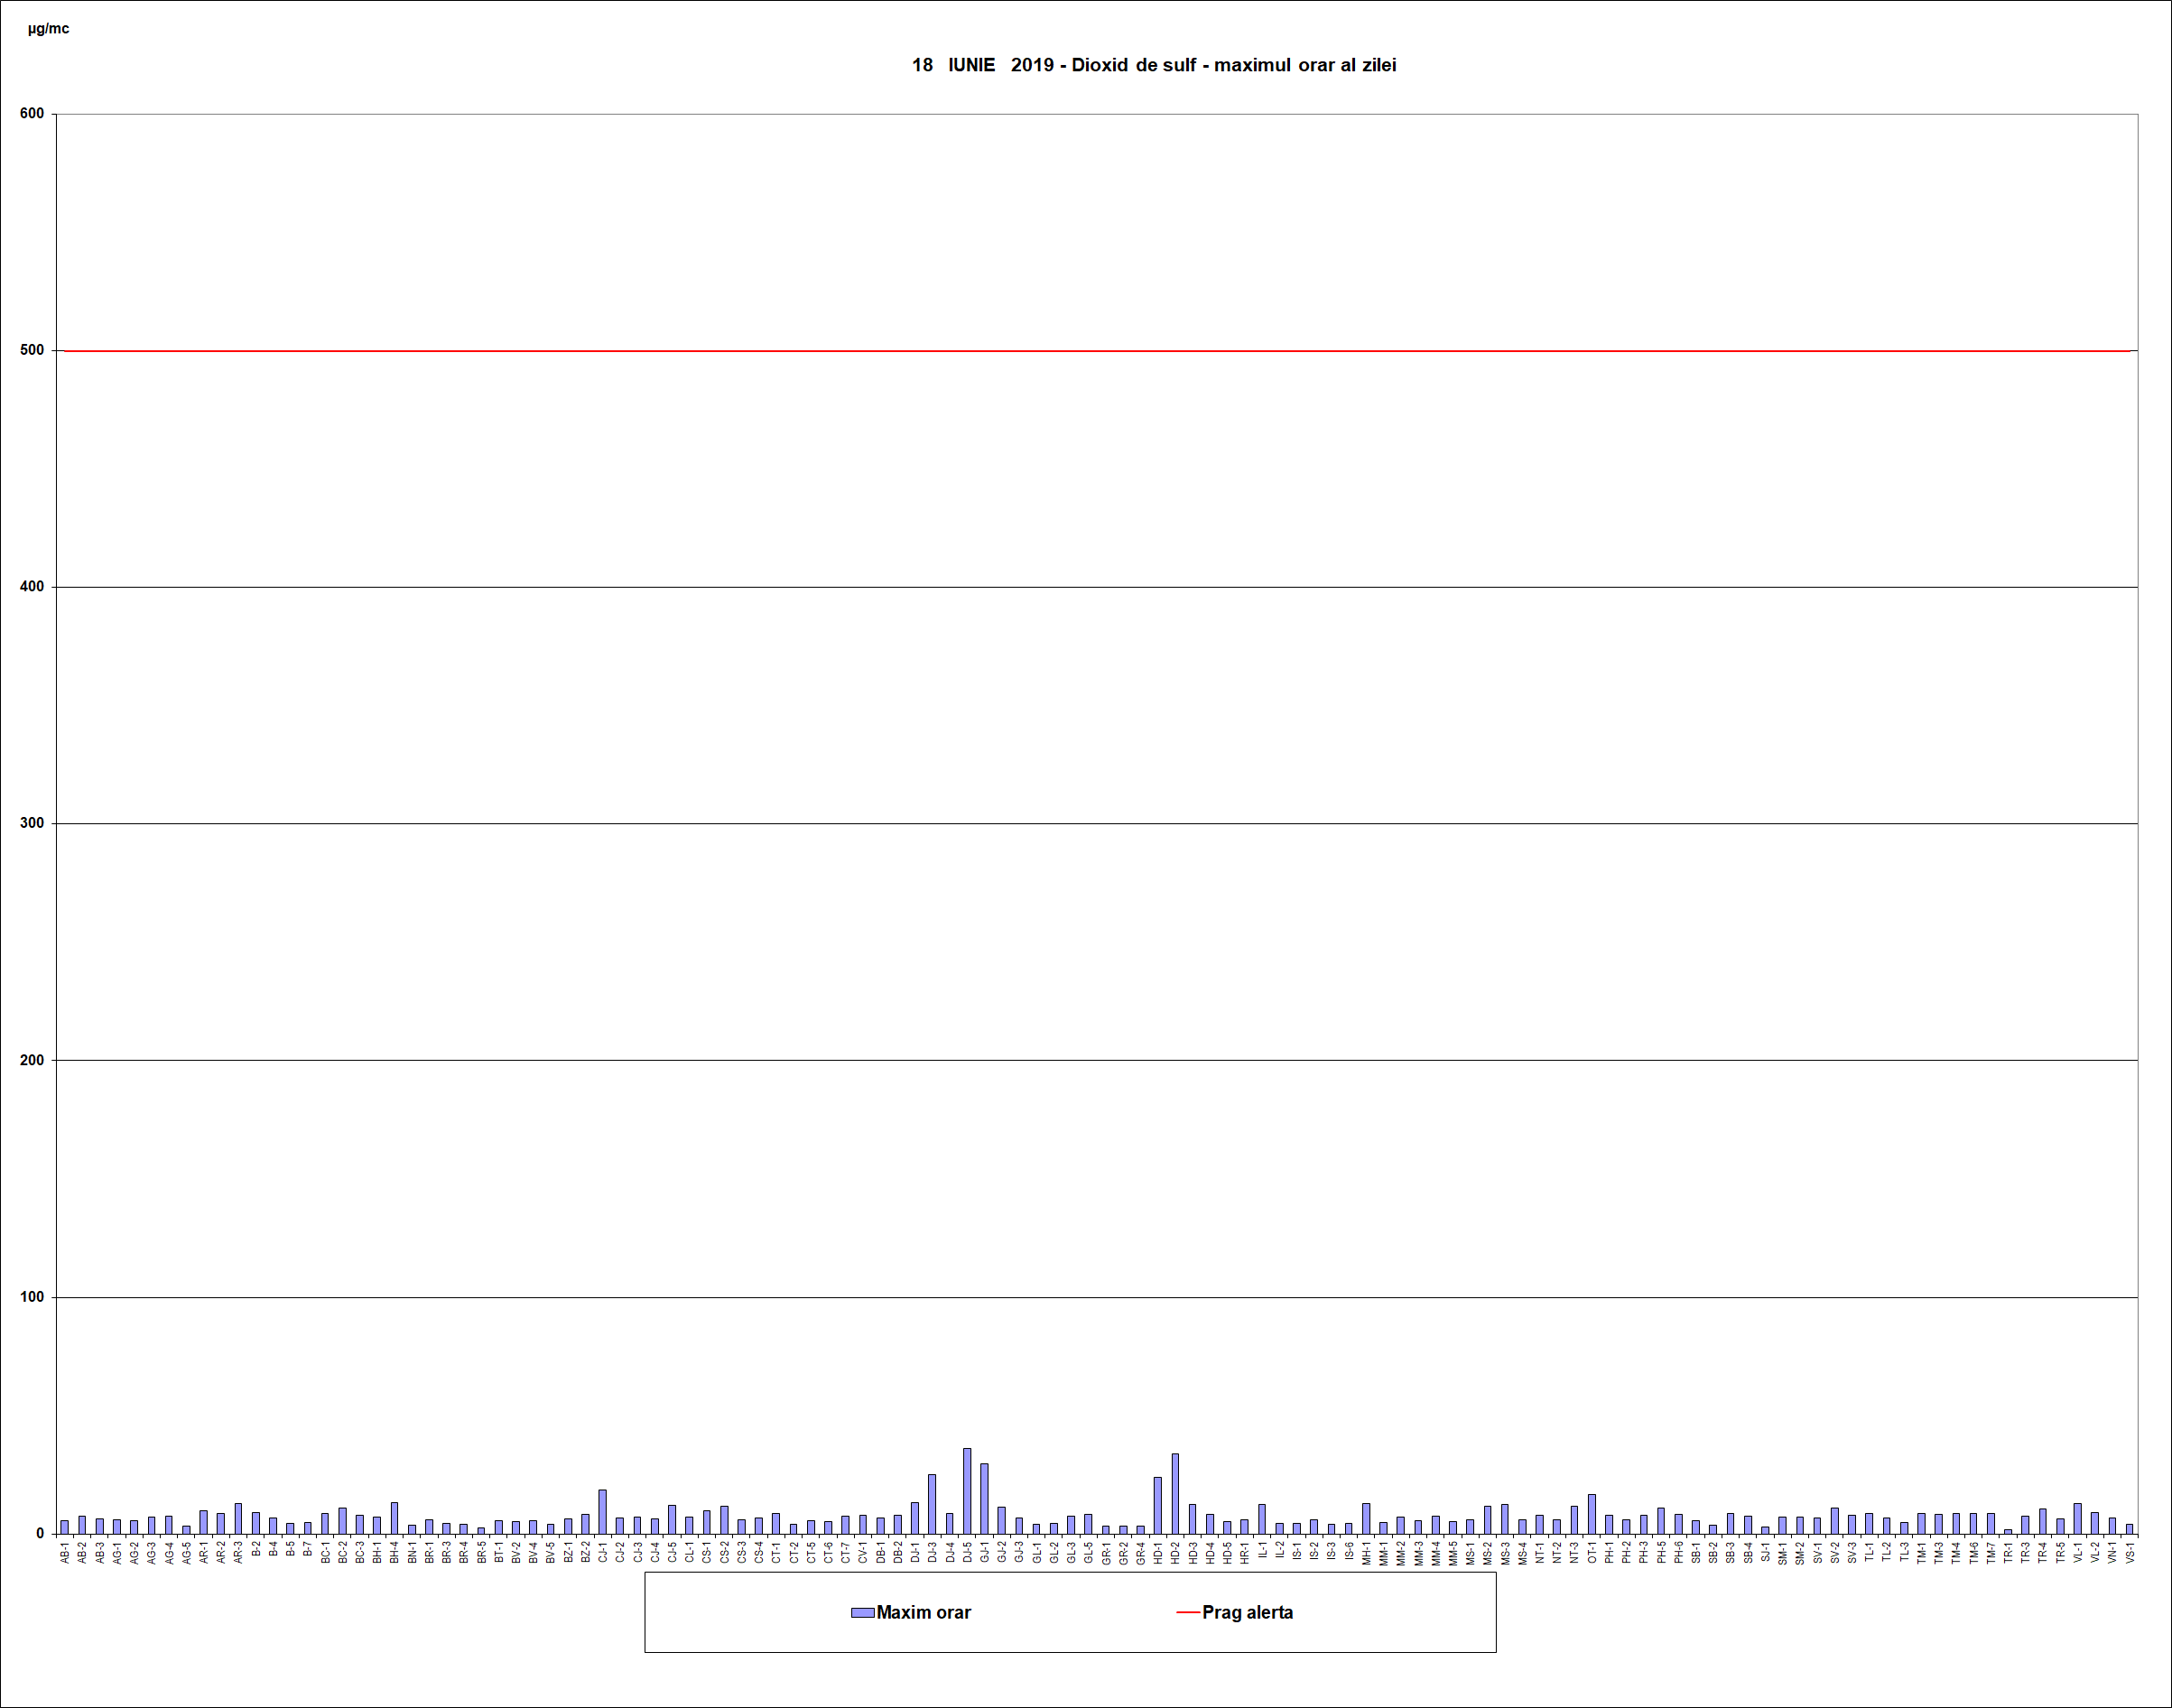 µg/mc
18 IUNIE 2019 - Dioxid de sulf - maximul orar al zilei
600
500
400
300
200
100
0
AB-1 AB-2 AB-3 AG-1 AG-2 AG-3 AG-4 AG-5 AR-1 AR-2 AR-3 B-2 B-4 B-5 B-7 BC-1 BC-2 BC-3 BH-1 BH-4 BN-1 BR-1 BR-3 BR-4 BR-5 BT-1 BV-2 BV-4 BV-5 BZ-1 BZ-2 CJ-1 CJ-2 CJ-3 CJ-4 CJ-5 CL-1 CS-1 CS-2 CS-3 CS-4 CT-1 CT-2 CT-5 CT-6 CT-7 CV-1 DB-1 DB-2 DJ-1 DJ-3 DJ-4 DJ-5 GJ-1 GJ-2 GJ-3 GL-1 GL-2 GL-3 GL-5 GR-1 GR-2 GR-4 HD-1 HD-2 HD-3 HD-4 HD-5 HR-1 IL-1 IL-2 IS-1 IS-2 IS-3 IS-6 MH-1 MM-1 MM-2 MM-3 MM-4 MM-5 MS-1 MS-2 MS-3 MS-4 NT-1 NT-2 NT-3 OT-1 PH-1 PH-2 PH-3 PH-5 PH-6 SB-1 SB-2 SB-3 SB-4 SJ-1 SM-1 SM-2 SV-1 SV-2 SV-3 TL-1 TL-2 TL-3 TM-1 TM-3 TM-4 TM-6 TM-7 TR-1 TR-3 TR-4 TR-5 VL-1 VL-2 VN-1 VS-1
Maxim orar Prag alerta